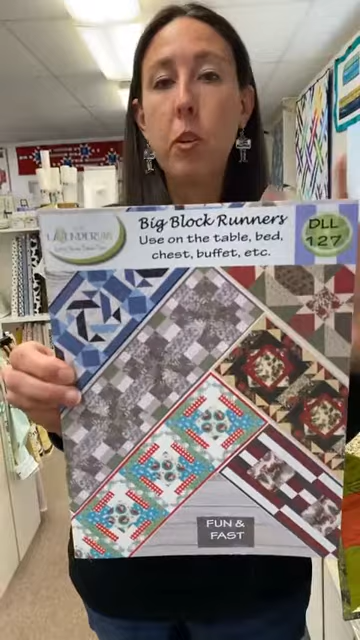 Big Block Runners
Use on the table, bed,
chest, buffet, etc.
DLL
127
FUN &
FAST